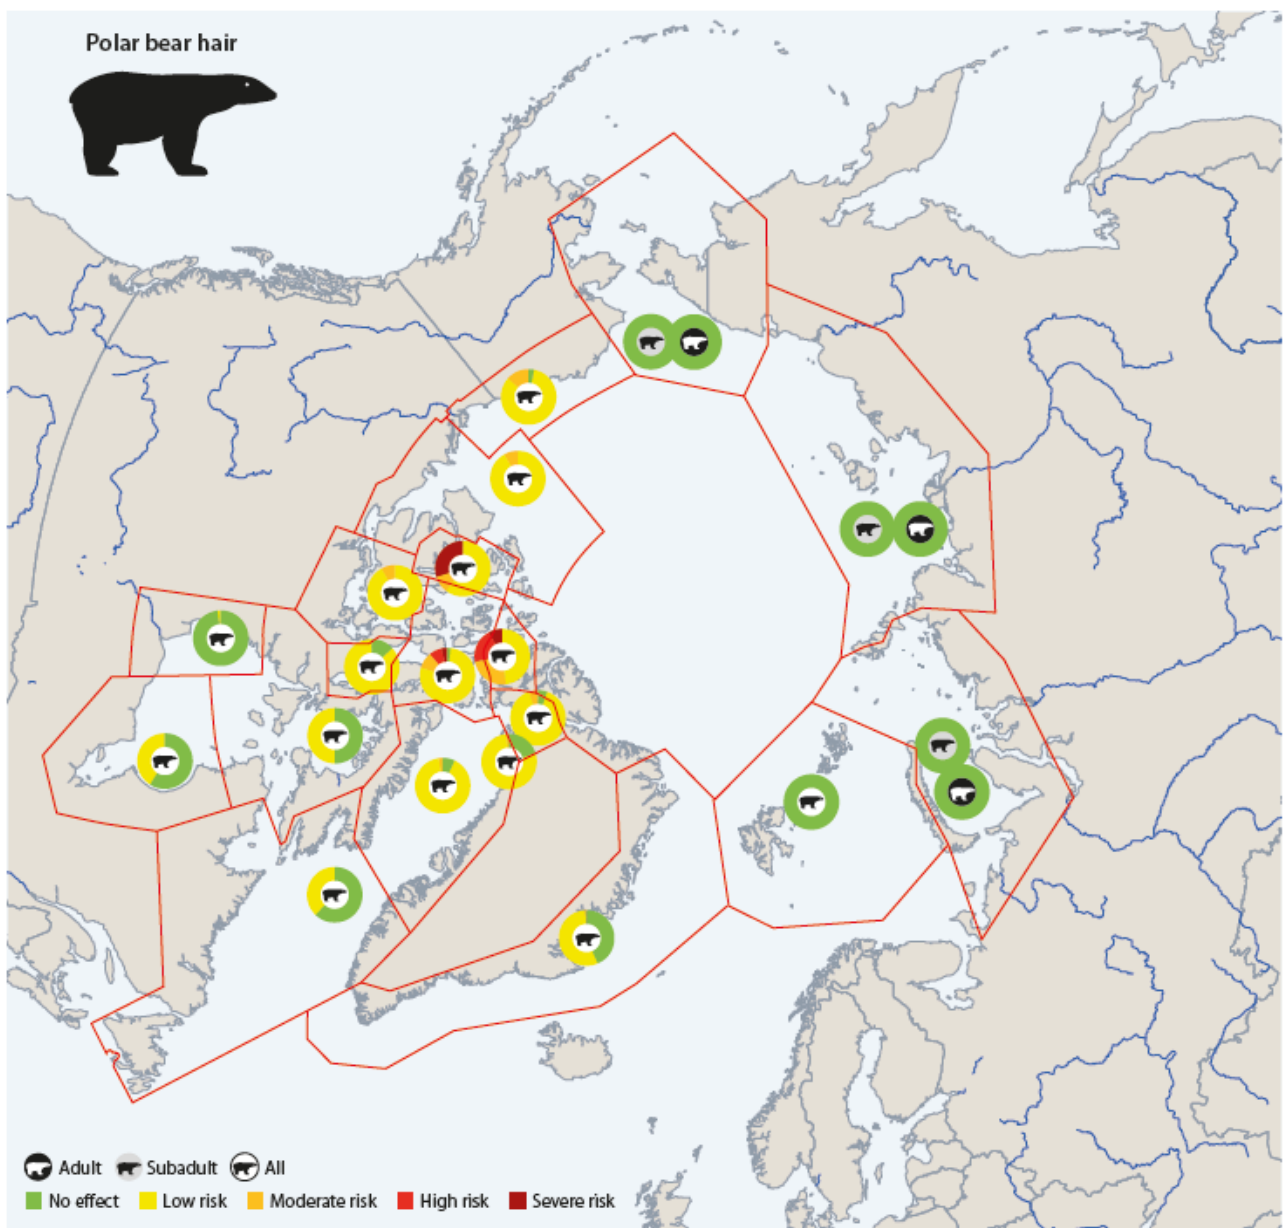 Polar bear hair
Adult Subadult All
No effect Low risk Moderate risk High risk Severe risk